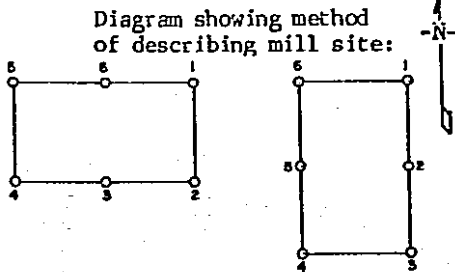 Diagram showing method
of describing mill site:
-N-
5 6 1
4 3 2
6 1
5 2
4 3